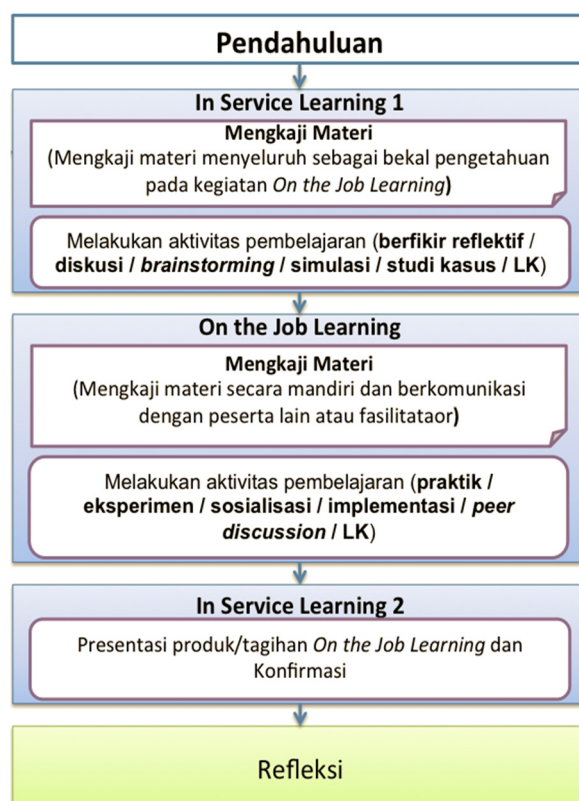 Pendahuluan
In Service Learning 1
Mengkaji Materi
(Mengkaji materi menyeluruh sebagai bekal pengetahuan
pada kegiatan On the Job Learning)
Melakukan aktivitas pembelajaran (berfikir reflektif /
diskusi / brainstorming / simulasi / studi kasus / LK)
On the Job Learning
Mengkaji Materi
(Mengkaji materi secara mandiri dan berkomunikasi
dengan peserta lain atau fasilitataor)
Melakukan aktivitas pembelajaran (praktik /
eksperimen / sosialisasi / implementasi / peer
discussion / LK)
In Service Learning 2
Presentasi produk/tagihan On the Job Learning dan
Konfirmasi
Refleksi